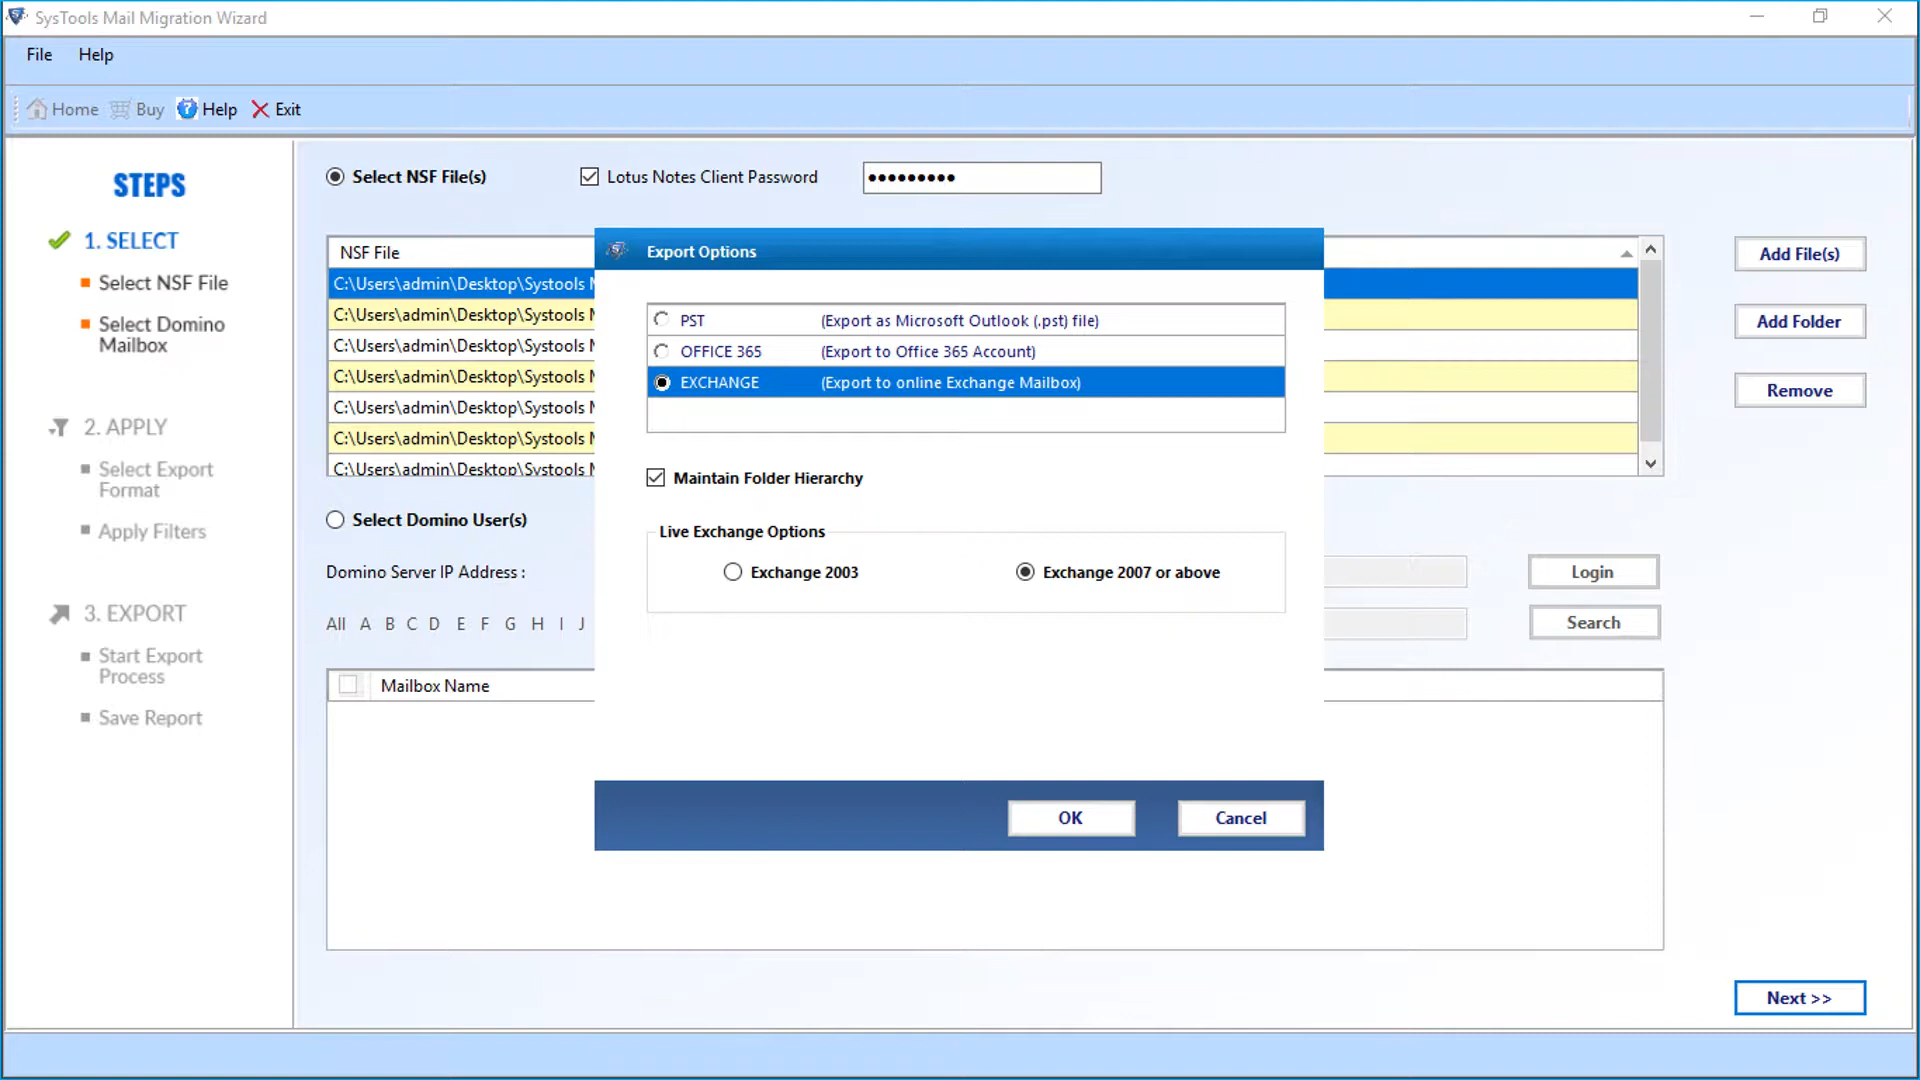 SysTools Mail Migration Wizard
File Help
Home Buy Help Exit
STEPS
1. SELECT
Select NSF File
Select Domino
Mailbox
2. APPLY
Select Export
Format
Apply Filters
3. EXPORT
Start Export
Process
Save Report
Select NSF File(s) Lotus Notes Client Password
NSF File
C:\Users\admin\Desktop\Systools
C:\Users\admin\Desktop\Systools
C:\Users\admin\Desktop\Systools
C:\Users\admin\Desktop\Systools
C:\Users\admin\Desktop\Systools
C:\Users\admin\Desktop\Systools
C:\Users\admin\Desktop\Systools
Add File(s)
Add Folder
Remove
Select Domino User(s)
Domino Server IP Address :
Login
All A B C D E F G H I J
Search
Mailbox Name
Export Options
PST (Export as Microsoft Outlook (.pst) file)
OFFICE 365 (Export to Office 365 Account)
EXCHANGE (Export to online Exchange Mailbox)
Maintain Folder Hierarchy
Live Exchange Options
Exchange 2003 Exchange 2007 or above
OK Cancel
Next >>